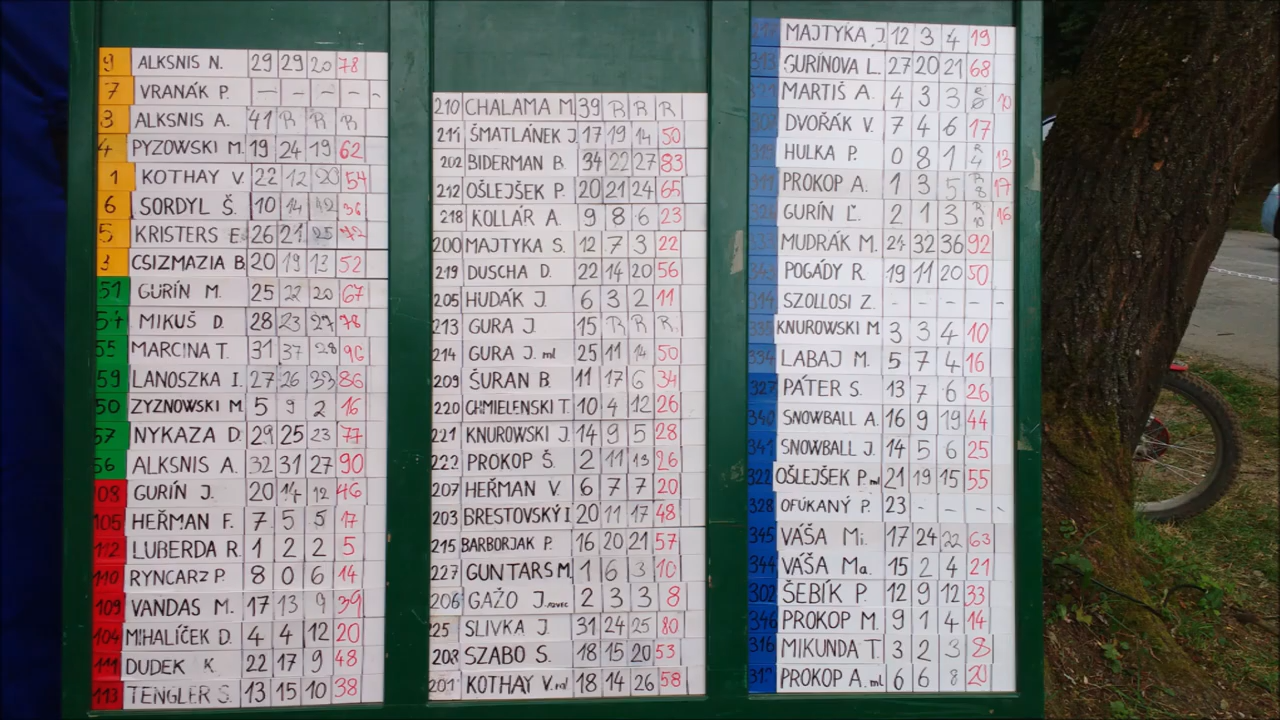 9 ALKSNIS N. 29 29 20 78
7 VRANÁK P. — — — — -
3 ALKSNIS A. 41 R R R
4 PYZOWSKI M. 19 24 19 62
1 KOTHAY V. 22 12 20 54
6 SORDYL Š. 10 14 12 36
5 KRISTERS E. 26 21 25 72
3 CSIZMAZIA B 20 19 13 52
51 GURÍN M. 25 22 20 67
54 MIKUŠ D. 28 23 27 78
55 MARCINA T. 31 37 28 96
59 LANOSZKA I. 27 26 33 86
50 ZYZNOWSKI M. 5 9 2 16
57 NYKAZA D. 29 25 23 77
56 ALKSNIS A. 32 31 27 90
108 GURÍN J. 20 14 12 46
105 HEŘMAN F. 7 5 5 17
112 LUBERDA R. 1 2 2 5
110 RYNCARZ P. 8 0 6 14
109 VANDAS M. 17 13 9 39
104 MIHALÍČEK D. 4 4 12 20
111 DUDEK K. 22 17 9 48
113 TENGLER S. 13 15 10 38
210 CHALAMA M. 39 R R R
211 ŠMATLÁNEK J. 17 19 14 50
202 BIDERMAN B. 34 22 27 83
212 OŠLEJŠEK P. 20 21 24 65
218 KOLLÁR A. 9 8 6 23
200 MAJTYKA S. 12 7 3 22
219 DUSCHA D. 22 14 20 56
205 HUDÁK J. 6 3 2 11
213 GURA J. 15 R R R
214 GURA J. ml 25 11 14 50
209 ŠURAN B. 11 17 6 34
220 CHMIELENSKI T. 10 4 12 26
221 KNUROWSKI J. 14 9 5 28
222 PROKOP Š. 2 11 13 26
207 HEŘMAN V. 6 7 7 20
203 BRESTOVSKÝ I 20 11 17 48
215 BARBORJAK P. 16 20 21 57
227 GUNTARS M. 1 6 3 10
206 GAŽO J. 2 3 3 8
25 SLIVKA J. 31 24 25 80
208 SZABO S. 18 15 20 53
201 KOTHAY V. ml 18 14 26 58
MAJTYKA J. 12 3 4 19
313 GURÍNOVA L. 27 20 21 68
MARTIŠ A. 4 3 3 R 10
DVOŘÁK V. 7 4 6 17
HULKA P. 0 8 1 R 4 13
PROKOP A. 1 3 5 R 8 17
GURÍN Ľ. 2 1 3 R 10 16
MUDRÁK M. 24 32 36 92
343 POGÁDY R. 19 11 20 50
314 SZOLLOSI Z. - - - - -
335 KNUROWSKI M 3 3 4 10
334 LABAJ M. 5 7 4 16
327 PÁTER S. 13 7 6 26
340 SNOWBALL A. 16 9 19 44
341 SNOWBALL J. 14 5 6 25
322 OŠLEJŠEK P. ml 21 19 15 55
328 OFÚKANÝ P. 23 - - - -
345 VÁŠA Mi. 17 24 22 63
344 VÁŠA Ma. 15 2 4 21
302 ŠEBÍK P. 12 9 12 33
346 PROKOP M. 9 1 4 14
316 MIKUNDA T. 3 2 3 8
317 PROKOP A. ml 6 6 8 20